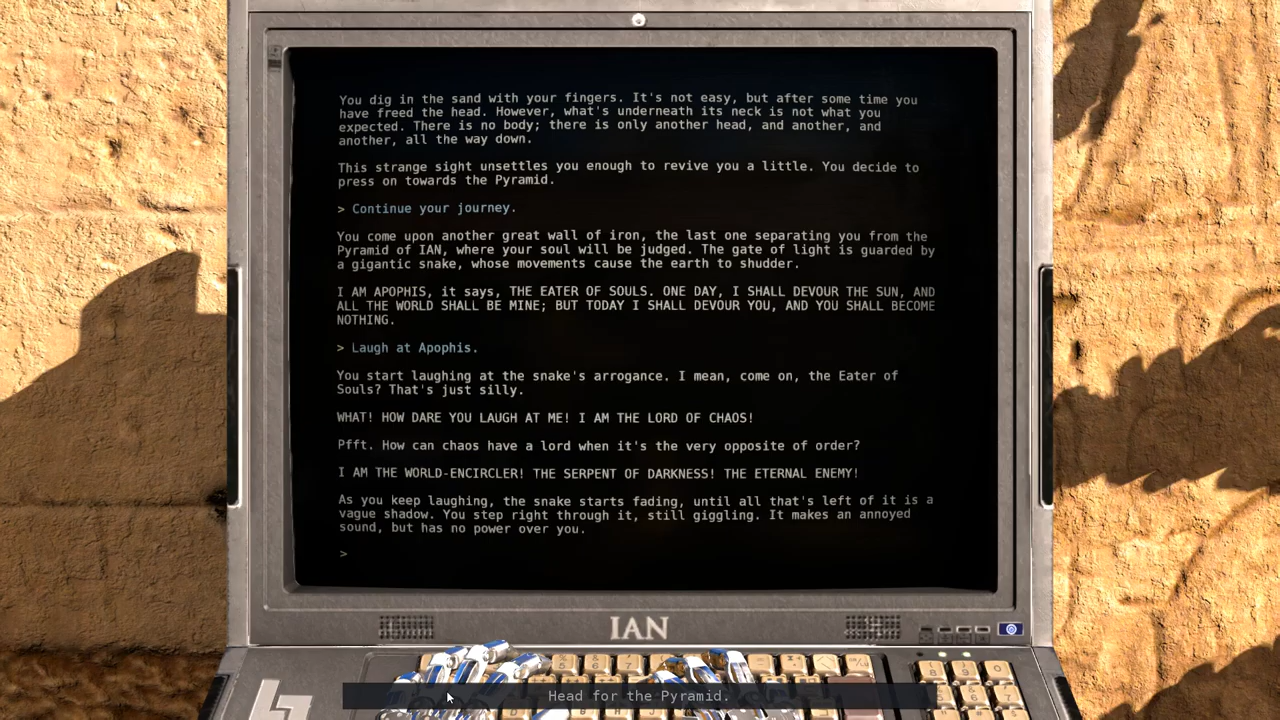 You dig in the sand with your fingers. It's not easy, but after some time you
have freed the head. However, what's underneath its neck is not what you
expected. There is no body; there is only another head, and another, and
another, all the way down.
This strange sight unsettles you enough to revive you a little. You decide to
press on towards the Pyramid.
> Continue your journey.
You come upon another great wall of iron, the last one separating you from the
Pyramid of IAN, where your soul will be judged. The gate of light is guarded by
a gigantic snake, whose movements cause the earth to shudder.
I AM APOPHIS, it says, THE EATER OF SOULS. ONE DAY, I SHALL DEVOUR THE SUN, AND
ALL THE WORLD SHALL BE MINE; BUT TODAY I SHALL DEVOUR YOU, AND YOU SHALL BECOME
NOTHING.
> Laugh at Apophis.
You start laughing at the snake's arrogance. I mean, come on, the Eater of
Souls? That's just silly.
WHAT! HOW DARE YOU LAUGH AT ME! I AM THE LORD OF CHAOS!
Pfft. How can chaos have a lord when it's the very opposite of order?
I AM THE WORLD-ENCIRCLER! THE SERPENT OF DARKNESS! THE ETERNAL ENEMY!
As you keep laughing, the snake starts fading, until all that's left of it is a
vague shadow. You step right through it, still giggling. It makes an annoyed
sound, but has no power over you.
>
IAN
Head for the Pyramid.